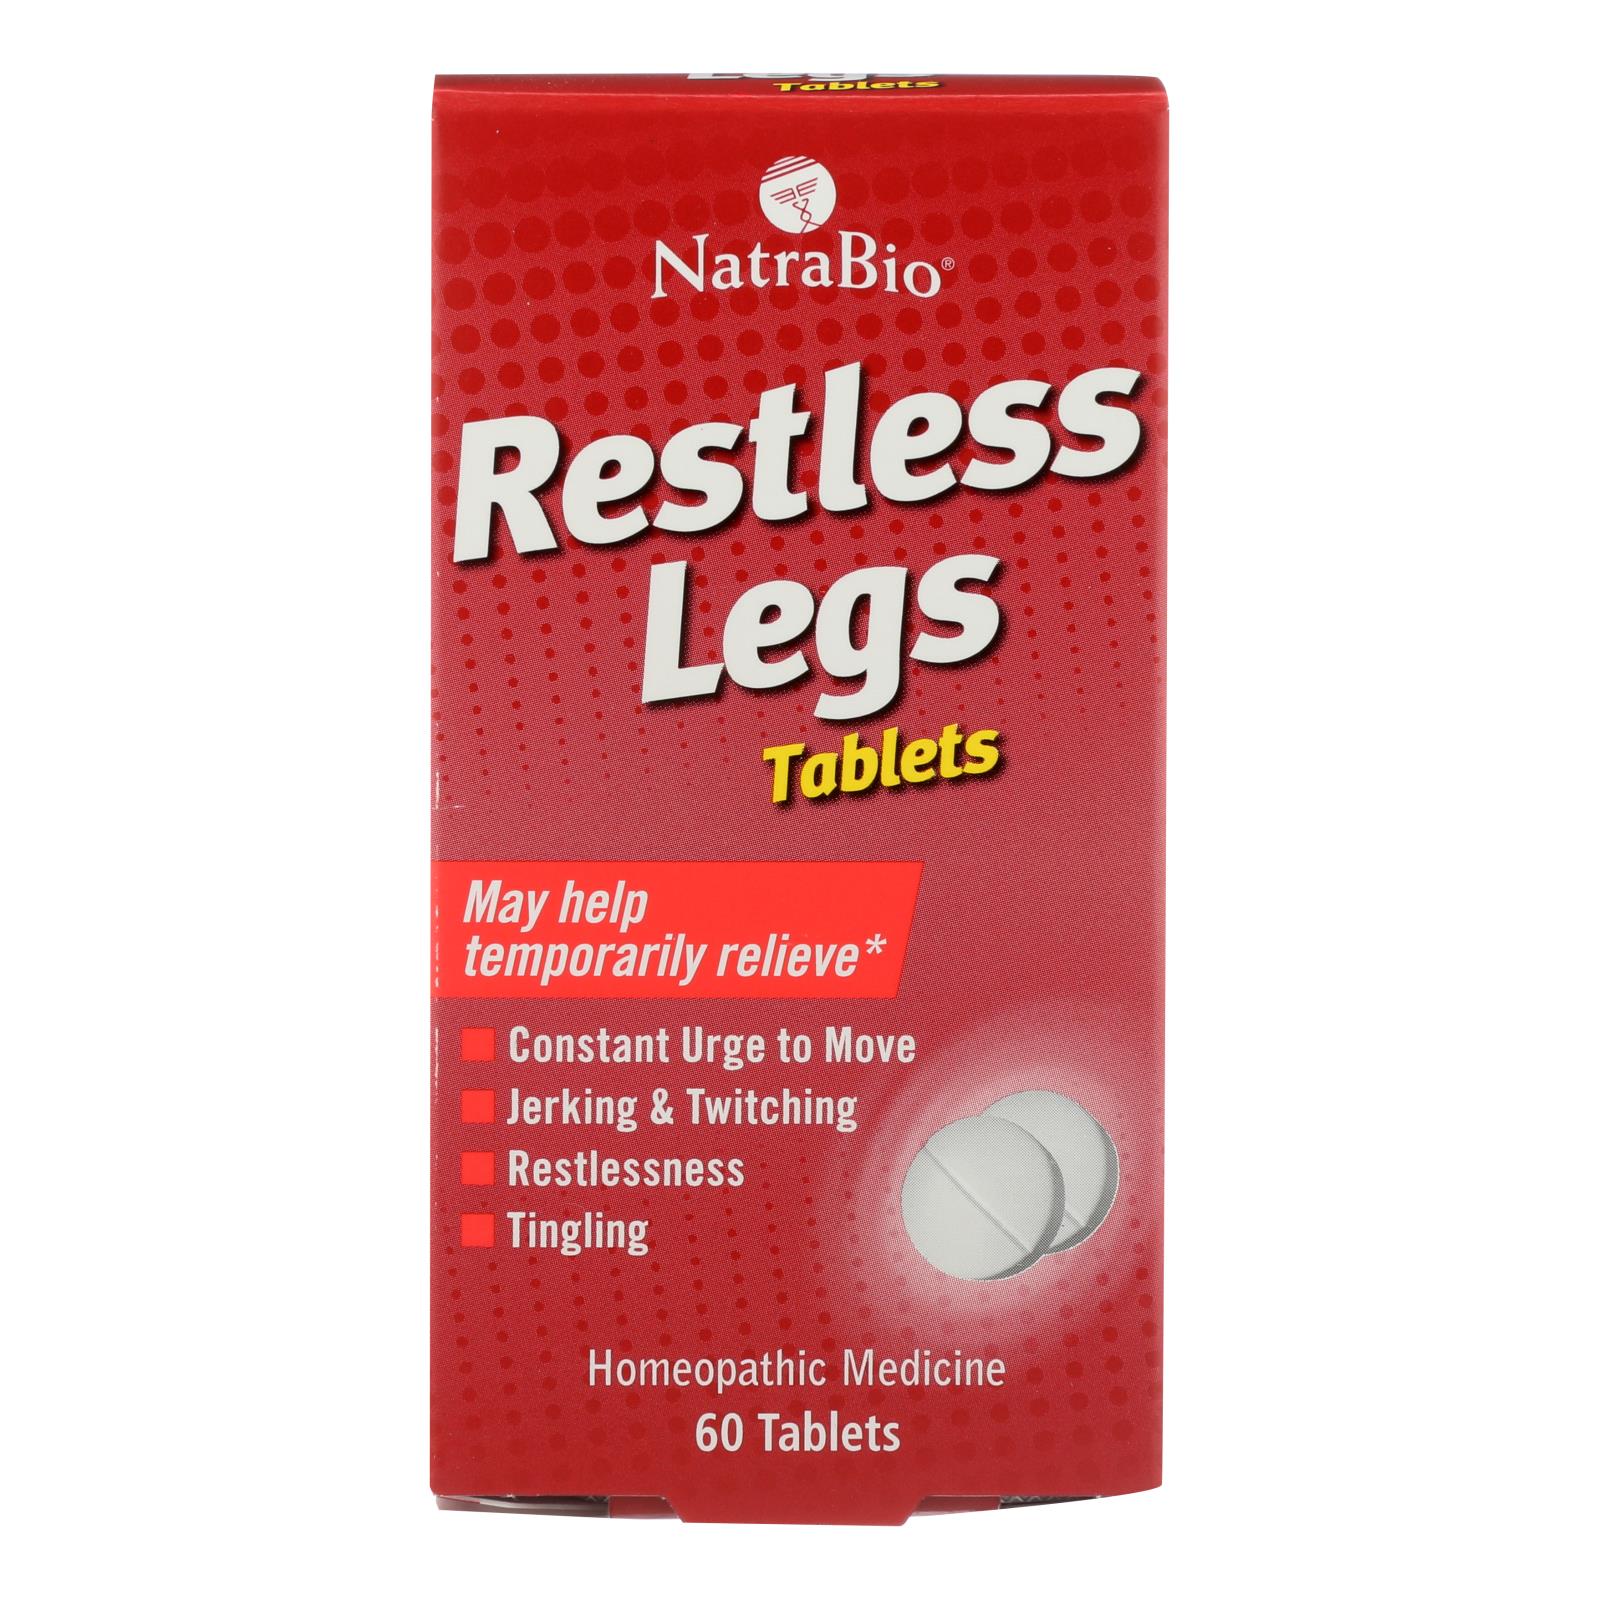 Legs
Tablets
NatraBio®
Restless
Legs
Tablets
May help
temporarily relieve*
Constant Urge to Move
Jerking & Twitching
Restlessness
Tingling
Homeopathic Medicine
60 Tablets